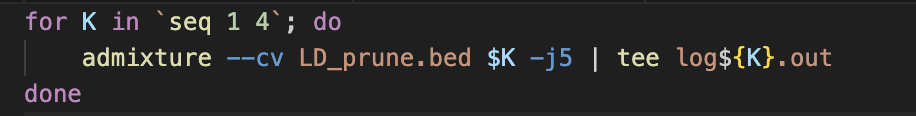 for K in `seq 1 4`; do
    admixture --cv LD_prune.bed $K -j5 | tee log${K}.out
done